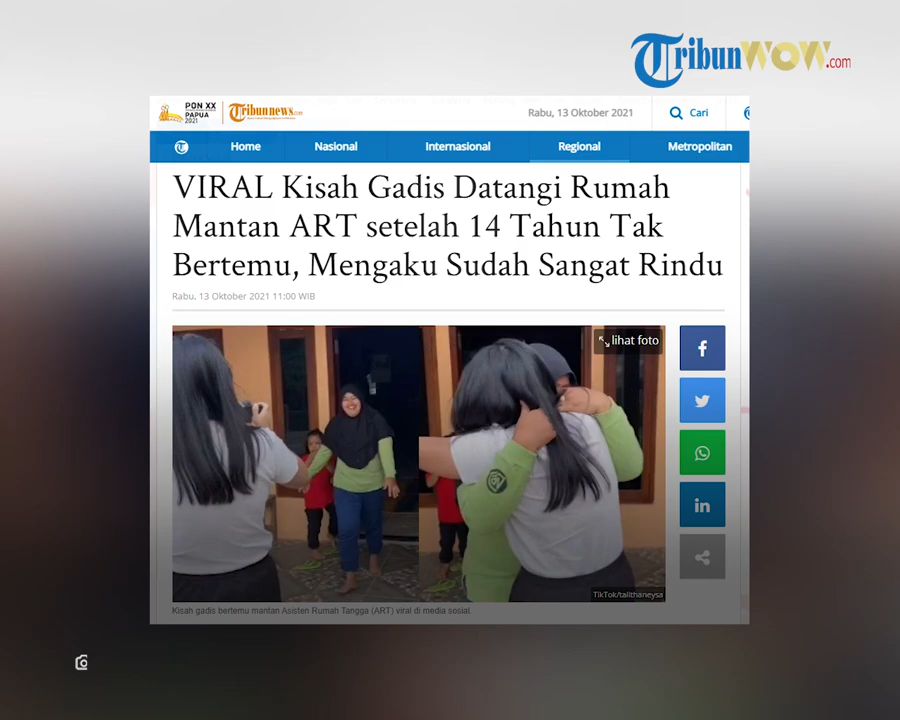 TribunWOW.com
PON XX
PAPUA
2021
Tribunnews.com
Rabu, 13 Oktober 2021
Cari
Home
Nasional
Internasional
Regional
Metropolitan
VIRAL Kisah Gadis Datangi Rumah
Mantan ART setelah 14 Tahun Tak
Bertemu, Mengaku Sudah Sangat Rindu
Rabu, 13 Oktober 2021 11:00 WIB
lihat foto
TikTok/talithaneysa
Kisah gadis bertemu mantan Asisten Rumah Tangga (ART) viral di media sosial.